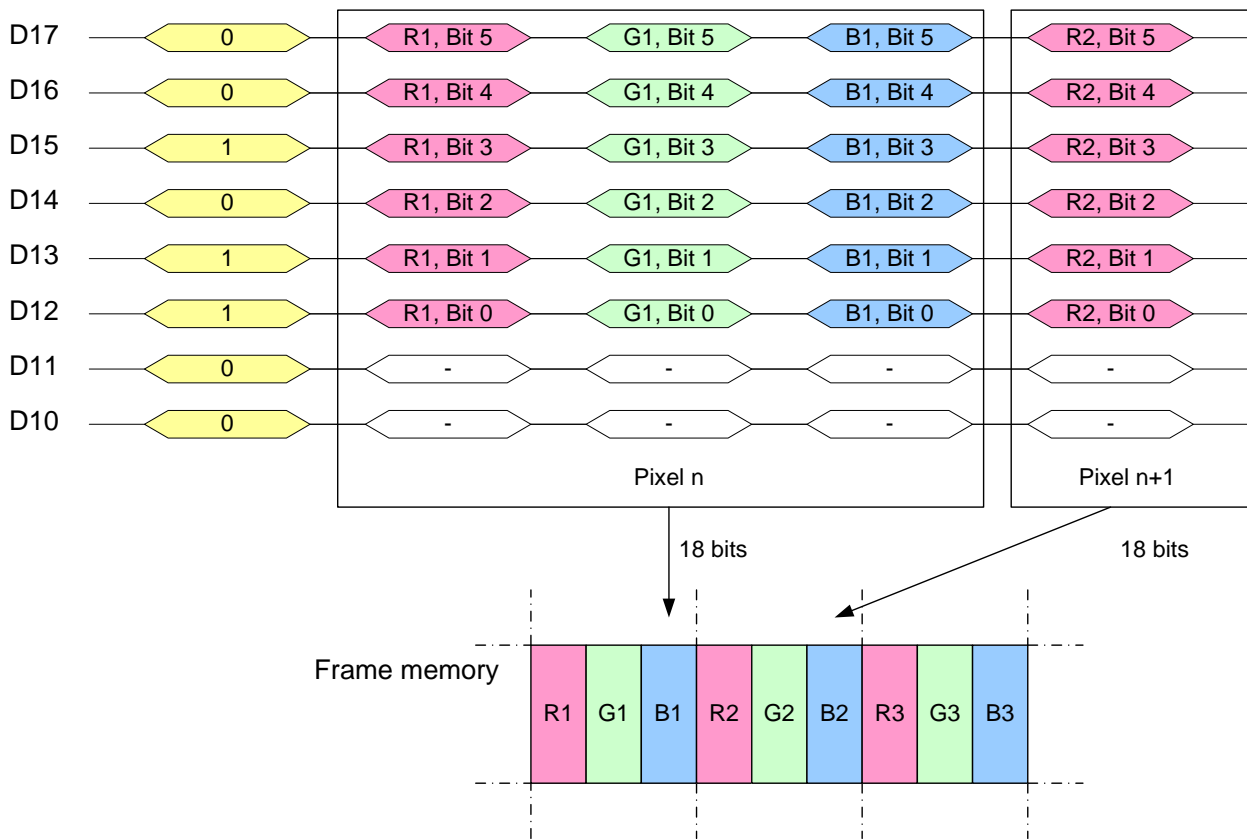 D17 0 R1, Bit 5 G1, Bit 5 B1, Bit 5 R2, Bit 5
D16 0 R1, Bit 4 G1, Bit 4 B1, Bit 4 R2, Bit 4
D15 1 R1, Bit 3 G1, Bit 3 B1, Bit 3 R2, Bit 3
D14 0 R1, Bit 2 G1, Bit 2 B1, Bit 2 R2, Bit 2
D13 1 R1, Bit 1 G1, Bit 1 B1, Bit 1 R2, Bit 1
D12 1 R1, Bit 0 G1, Bit 0 B1, Bit 0 R2, Bit 0
D11 0 - - - -
D10 0 - - - -
Pixel n Pixel n+1
18 bits 18 bits
Frame memory
R1 G1 B1 R2 G2 B2 R3 G3 B3